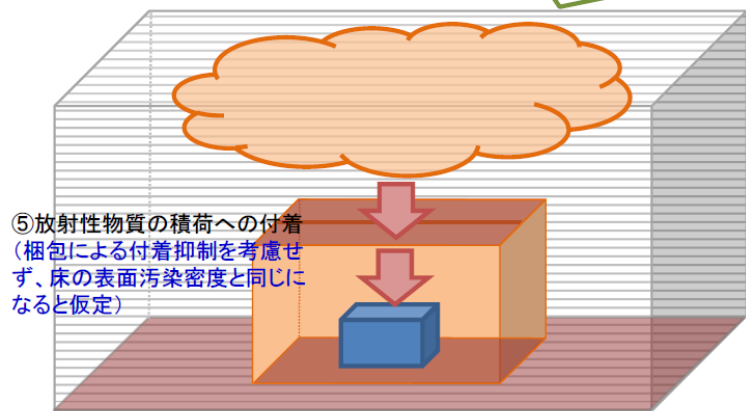 ⑤放射性物質の積荷への付着
(梱包による付着抑制を考慮せ
ず、床の表面汚染密度と同じに
なると仮定)